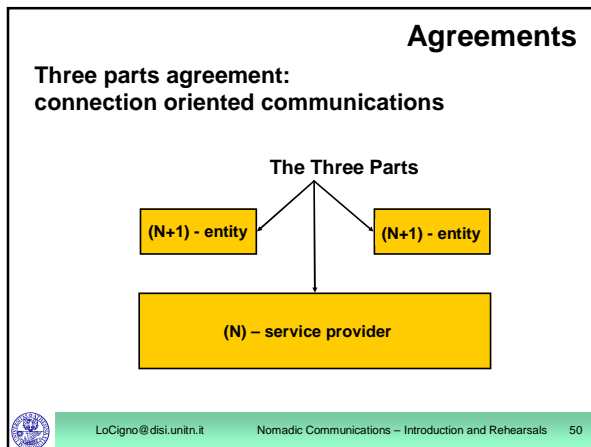 Agreements
Three parts agreement:
connection oriented communications
The Three Parts
(N+1) - entity
(N+1) - entity
(N) – service provider
LoCigno@disi.unitn.it Nomadic Communications – Introduction and Rehearsals 50